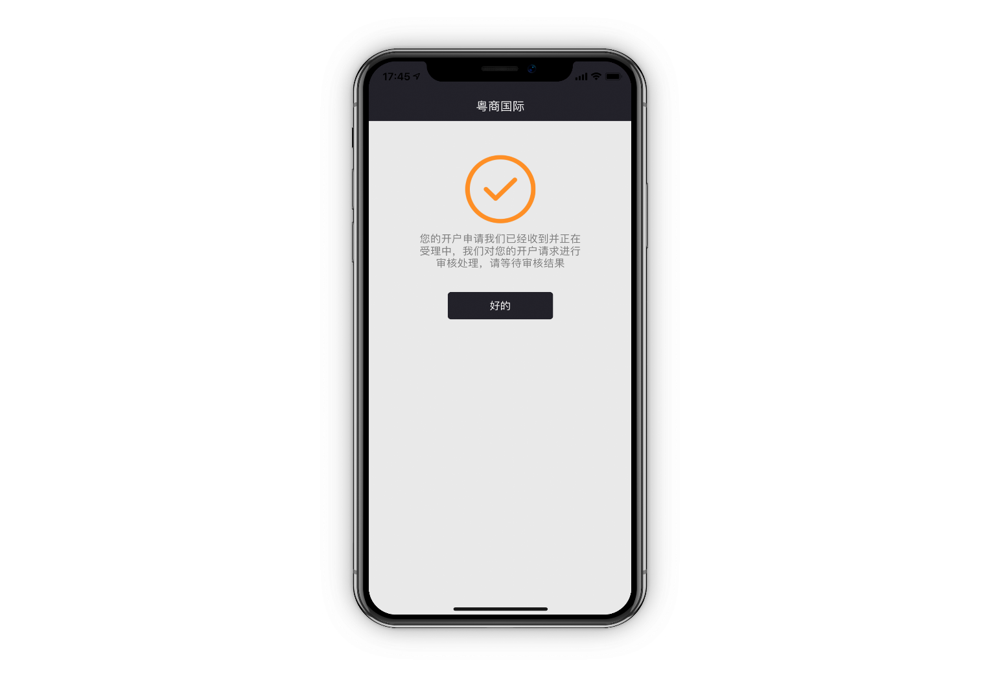 17:45
粤商国际
您的开户申请我们已经收到并正在
受理中，我们对您的开户请求进行
审核处理，请等待审核结果
好的